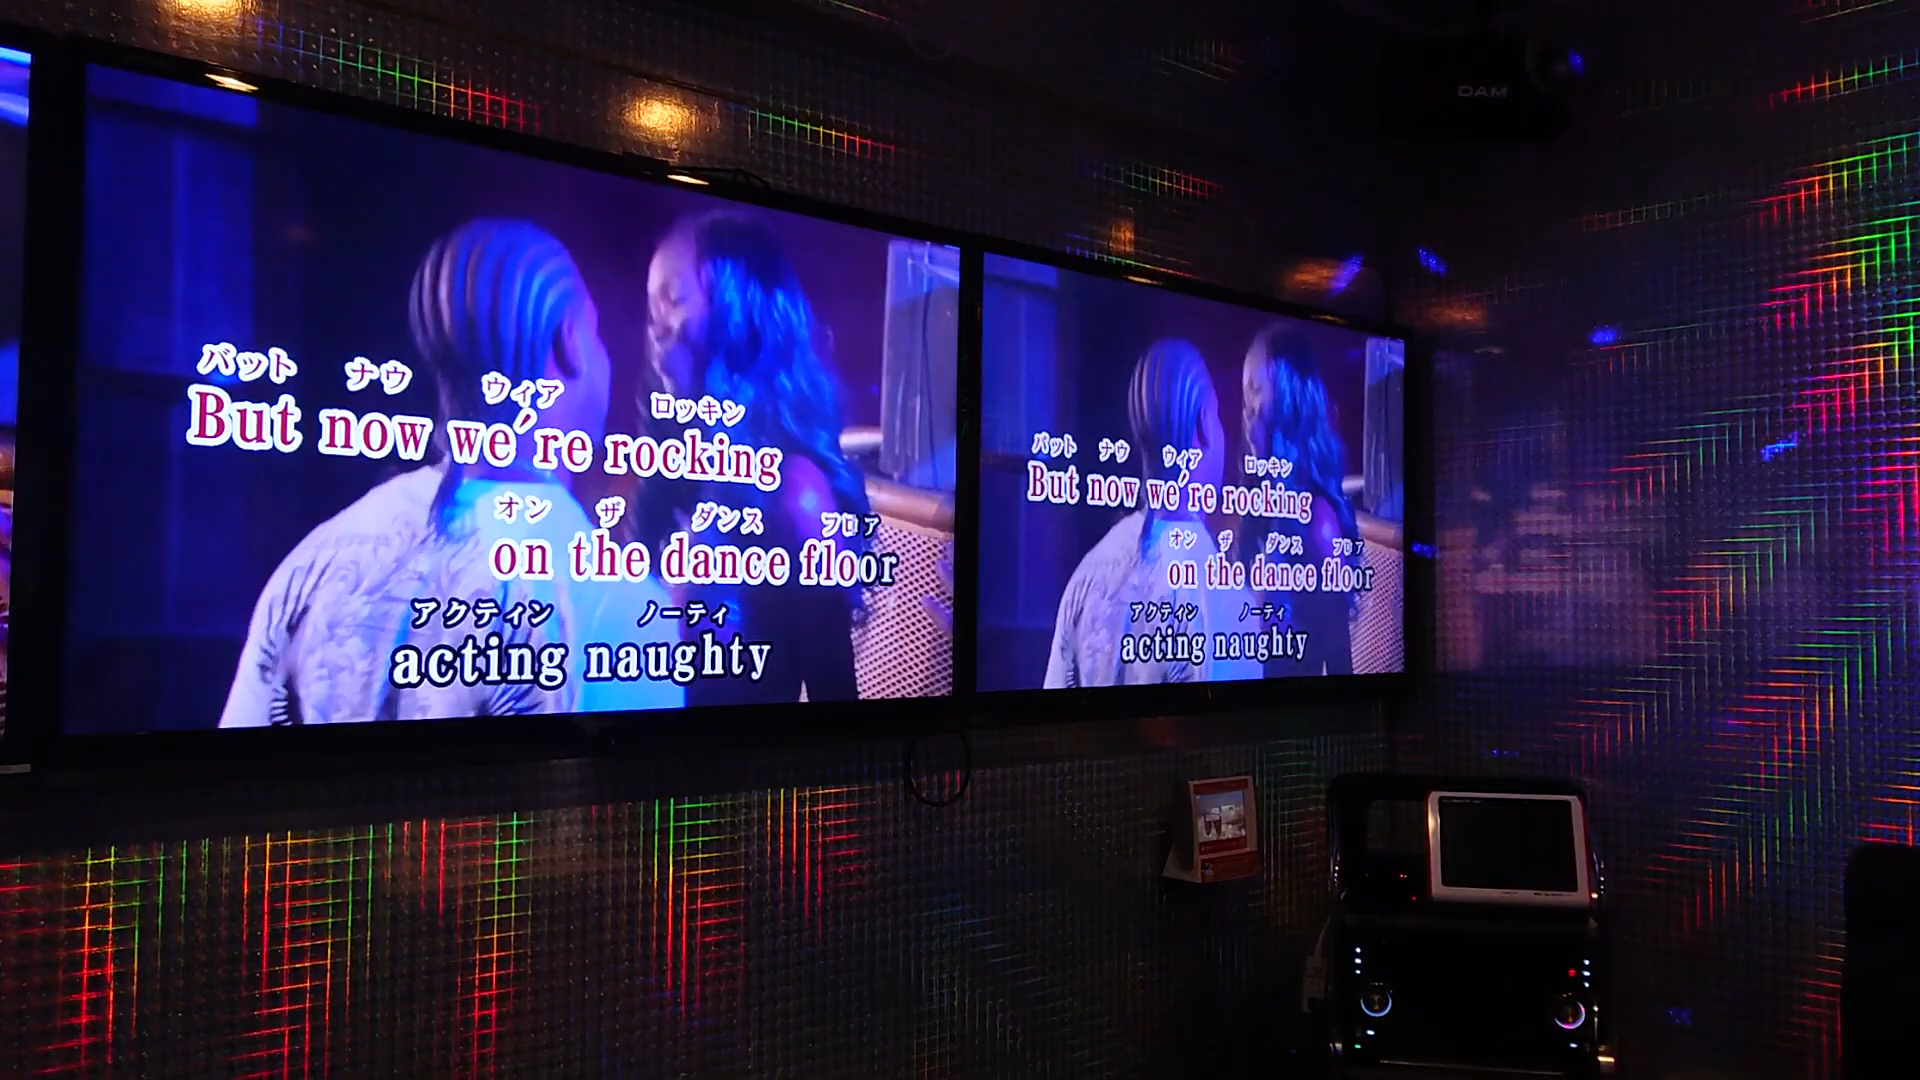 バット ナウ ウィア ロッキン
But now we're rocking
オン ザ ダンス フロア
on the dance floor
アクティン ノーティ
acting naughty
バット ナウ ウィア ロッキン
But now we're rocking
オン ザ ダンス フロア
on the dance floor
アクティン ノーティ
acting naughty
DAM